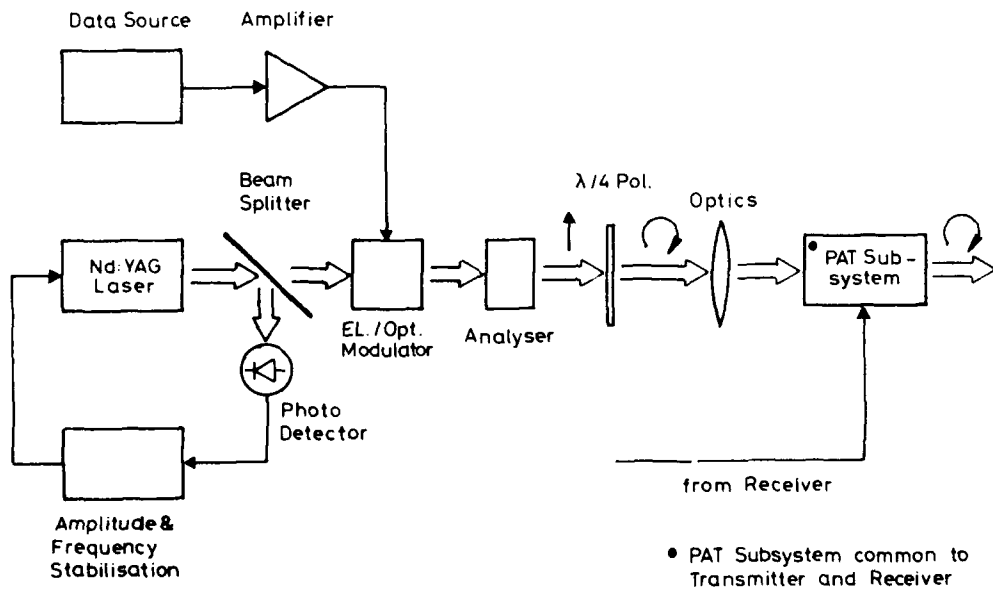 Data Source
Amplifier
Beam
Splitter
λ/4 Pol.
Optics
Nd:YAG
Laser
EL./Opt.
Modulator
Analyser
• PAT Sub-
system
Photo
Detector
from Receiver
Amplitude &
Frequency
Stabilisation
• PAT Subsystem common to
Transmitter and Receiver